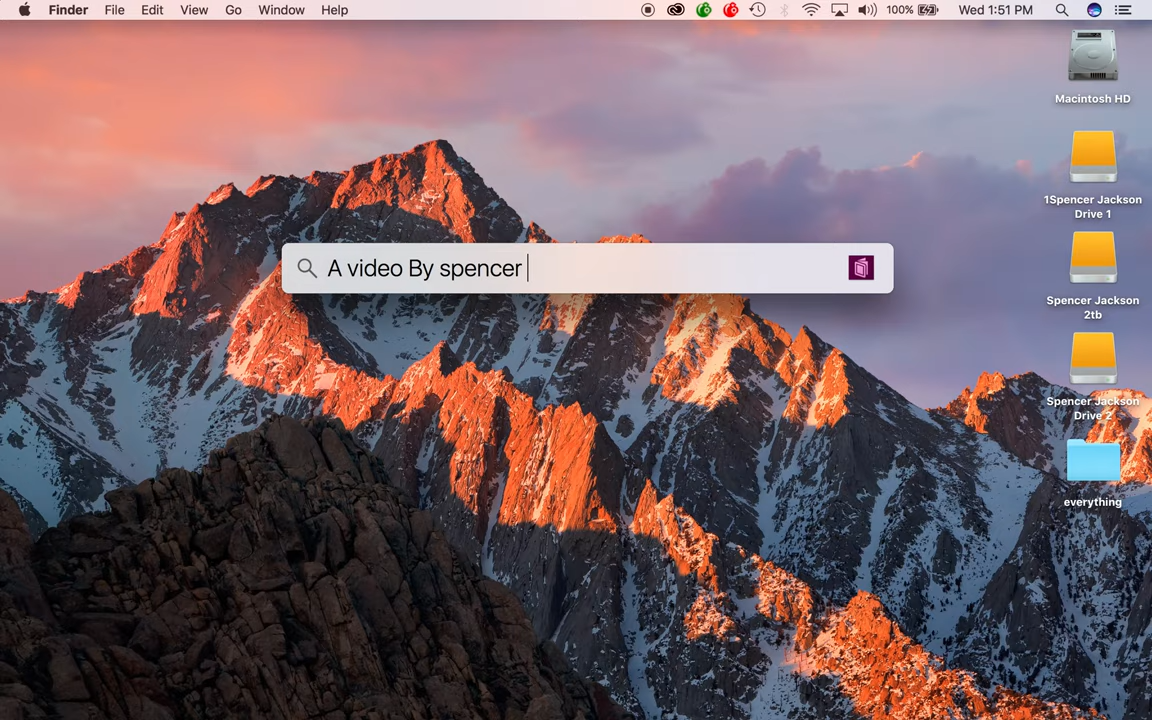 Finder File Edit View Go Window Help 100% Wed 1:51 PM
Macintosh HD
1Spencer Jackson
Drive 1
A video By spencer
Spencer Jackson
2tb
Spencer Jackson
Drive 2
everything